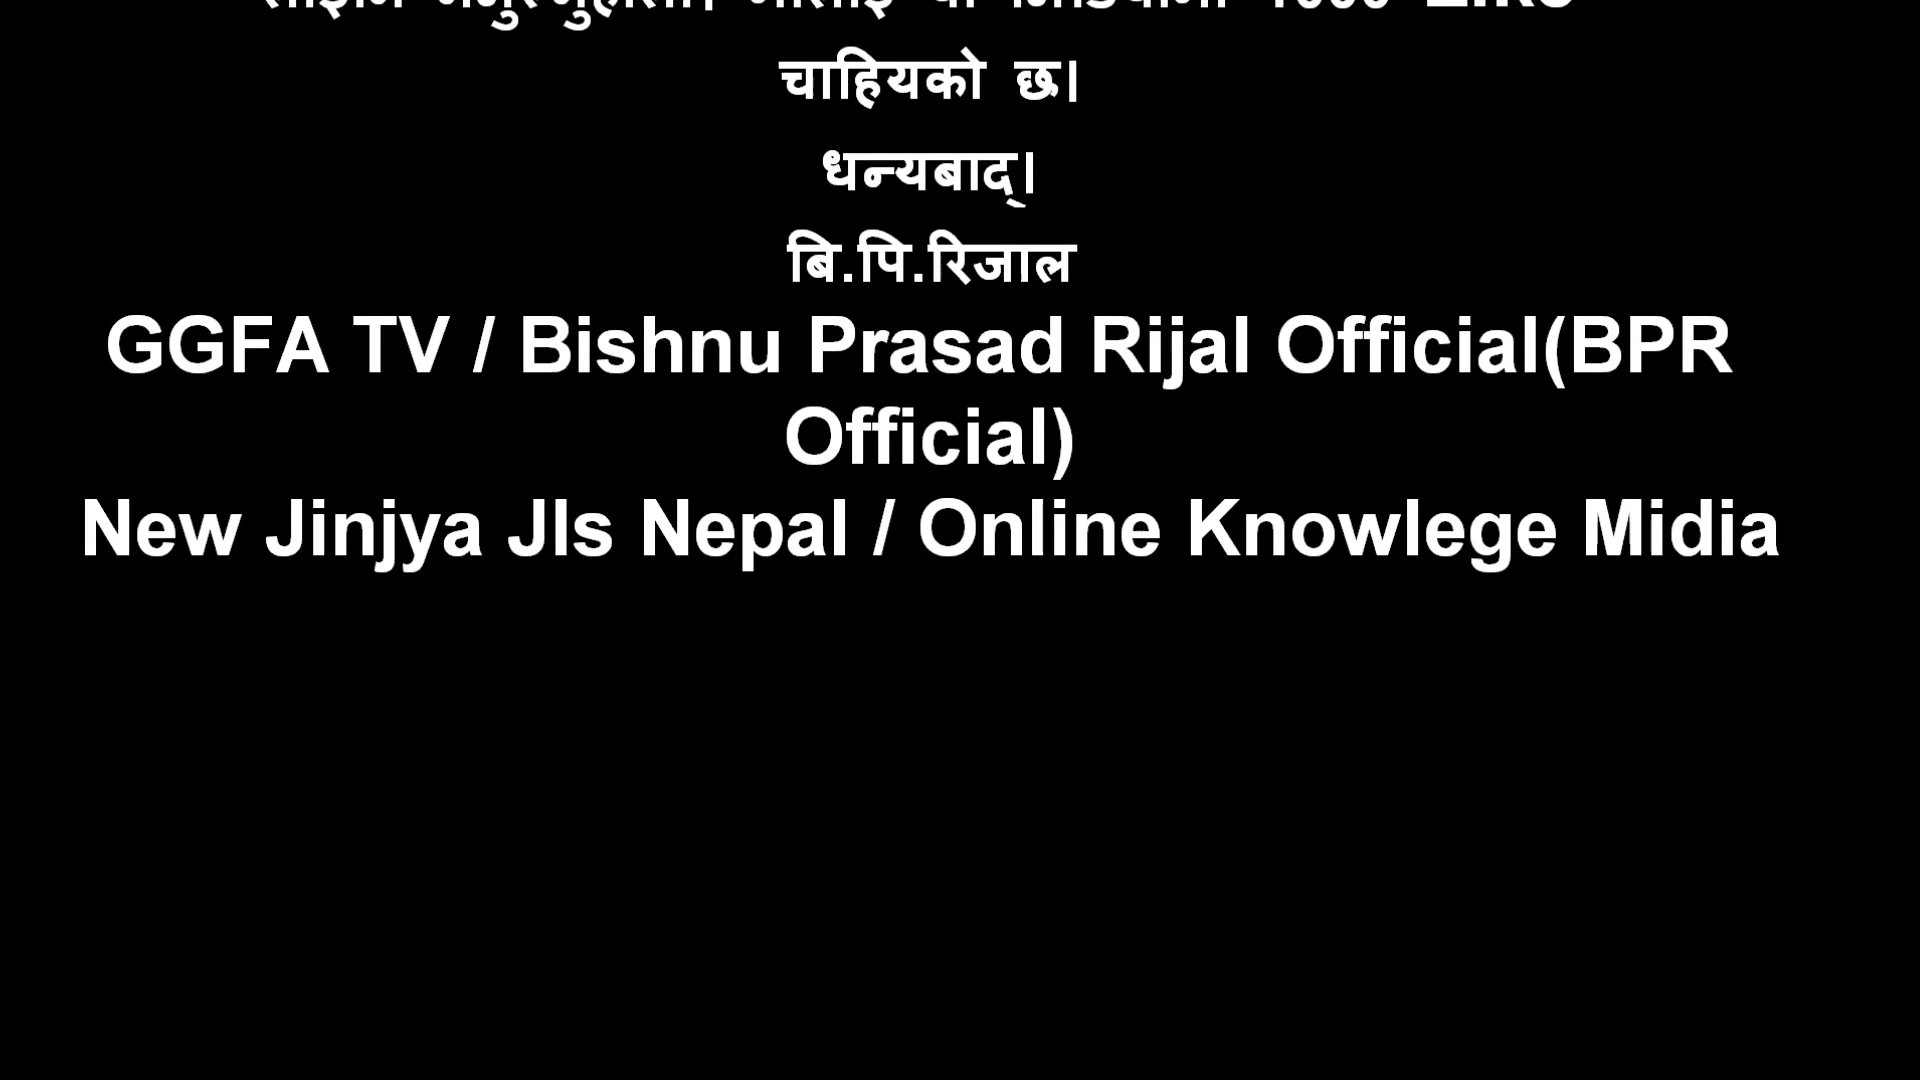 चाहियको छ।
धन्यबाद्।
बि.पि.रिजाल
GGFA TV / Bishnu Prasad Rijal Official(BPR
Official)
New Jinjya Jls Nepal / Online Knowlege Midia